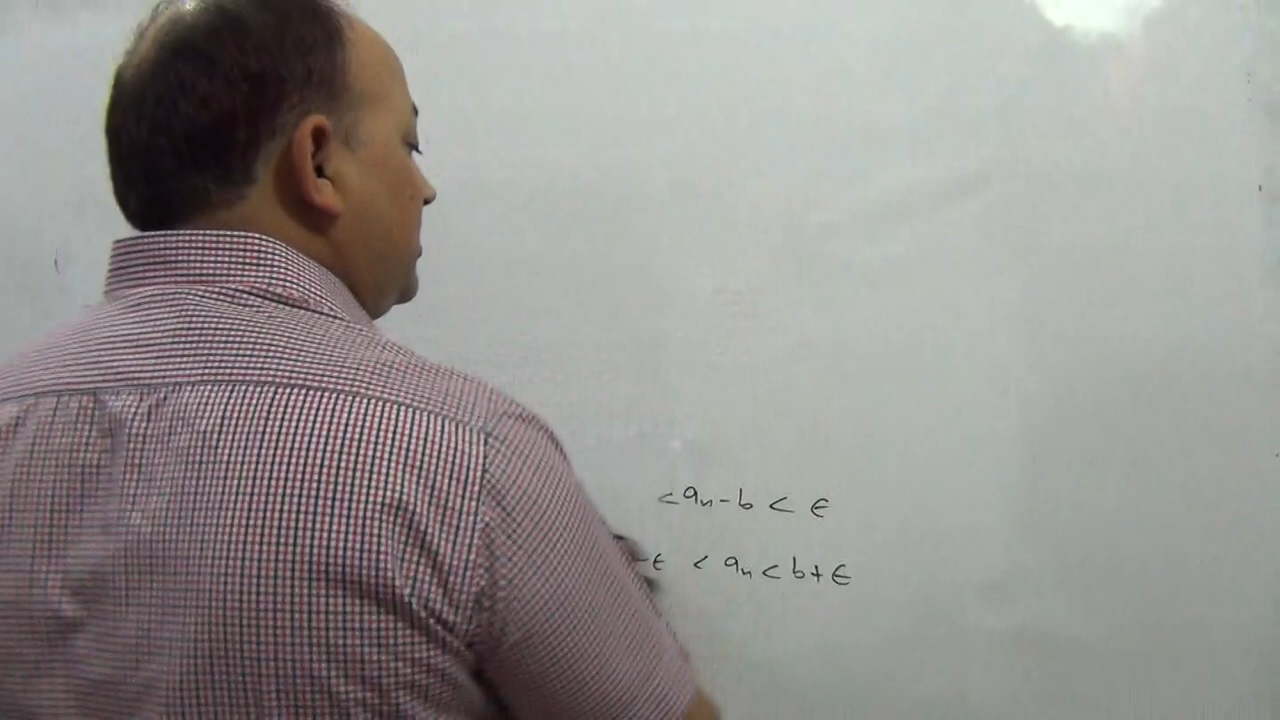 < aₙ - b < ϵ
-ϵ < aₙ < b + ϵ